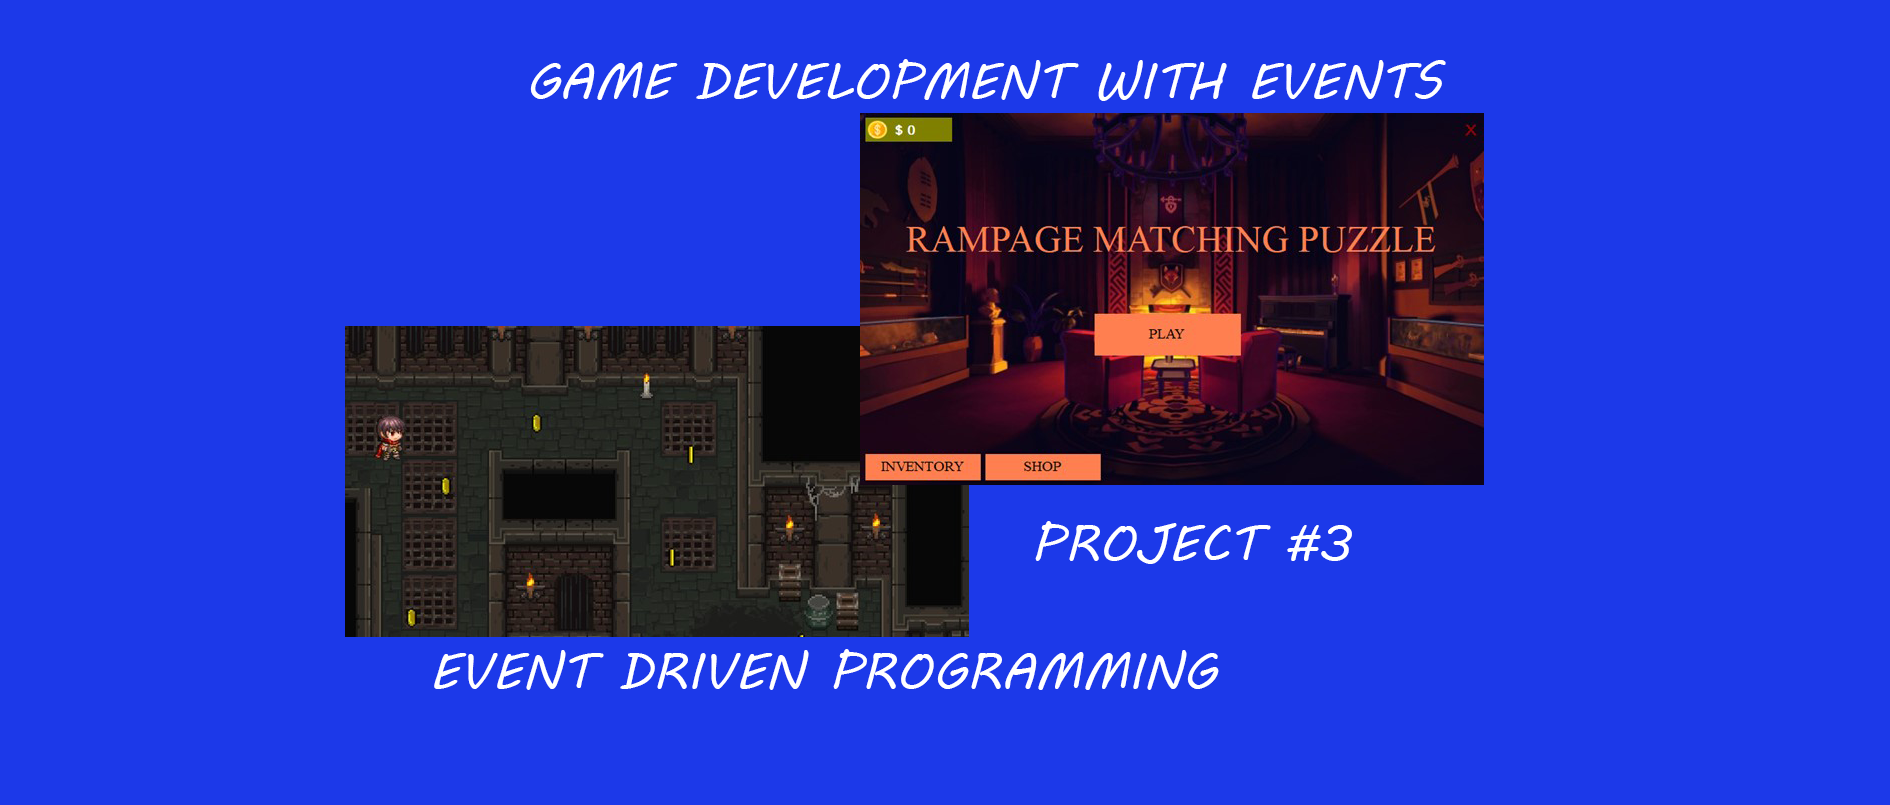 GAME DEVELOPMENT WITH EVENTS
$ 0
X
RAMPAGE MATCHING PUZZLE
PLAY
INVENTORY
SHOP
PROJECT #3
EVENT DRIVEN PROGRAMMING